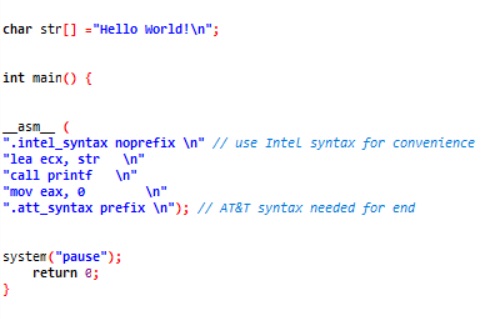 char str[] ="Hello World!\n";
int main() {
__asm__ (
".intel_syntax noprefix \n" // use Intel syntax for convenience
"lea ecx, str   \n"
"call printf   \n"
"mov eax, 0        \n"
".att_syntax prefix \n"); // AT&T syntax needed for end
system("pause");
    return 0;
}